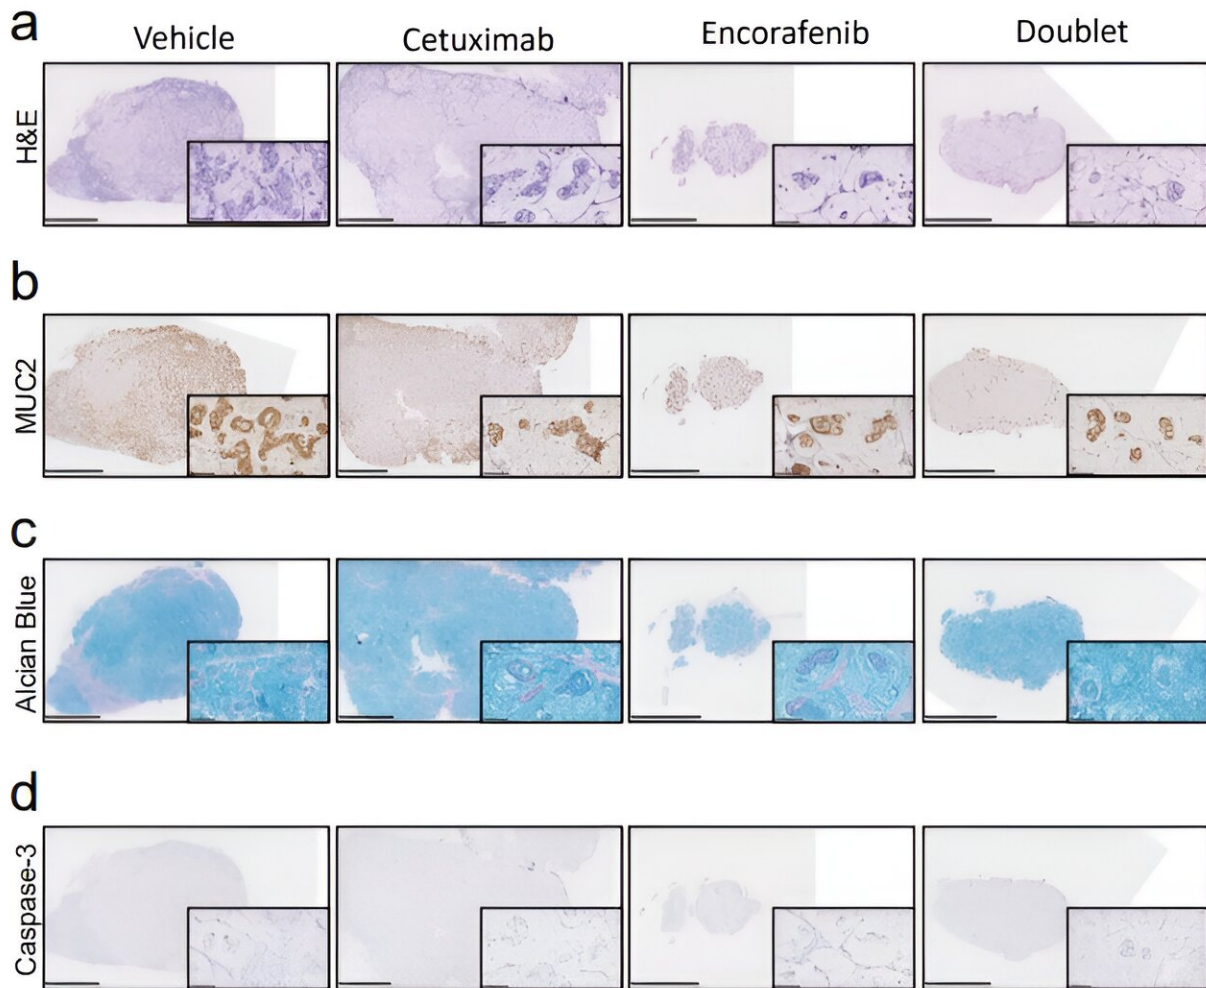 a
Vehicle Cetuximab Encorafenib Doublet
H&E
b
MUC2
c
Alcian Blue
d
Caspase-3